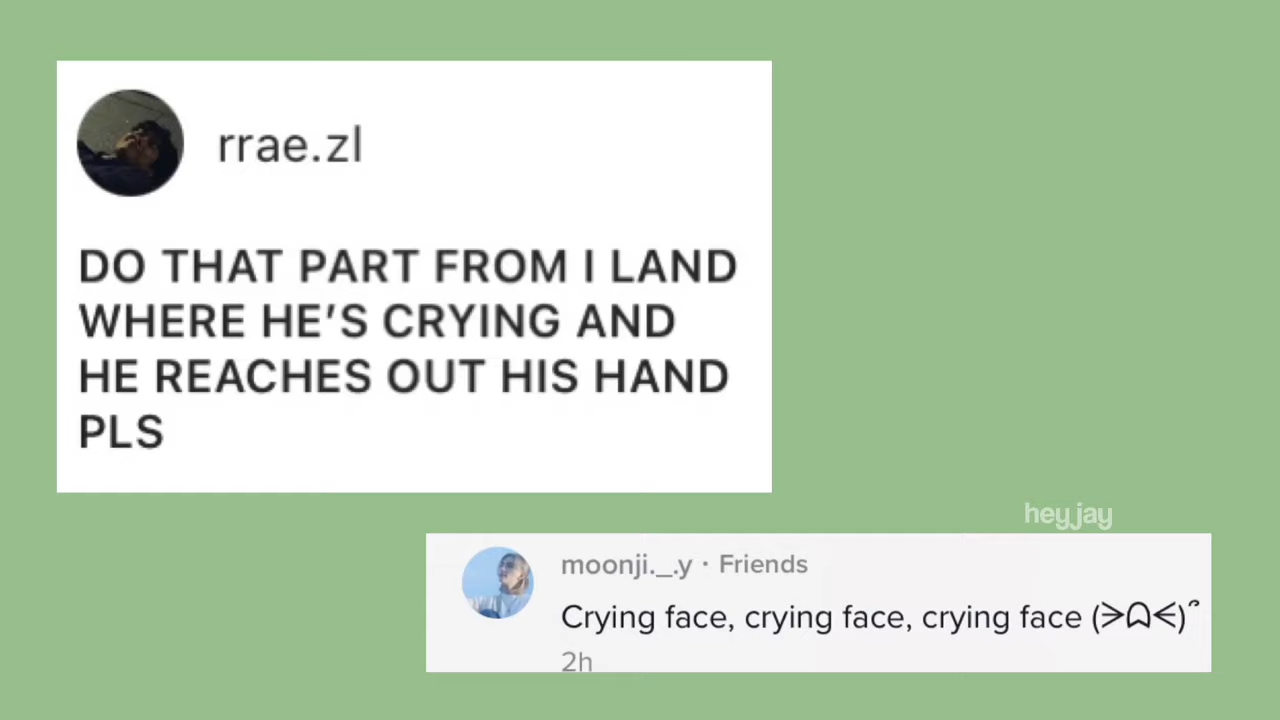 rrae.zl
DO THAT PART FROM I LAND
WHERE HE'S CRYING AND
HE REACHES OUT HIS HAND
PLS
heyjay
moonji._.y · Friends
Crying face, crying face, crying face (ᗒᗣᗕ)՞
2h